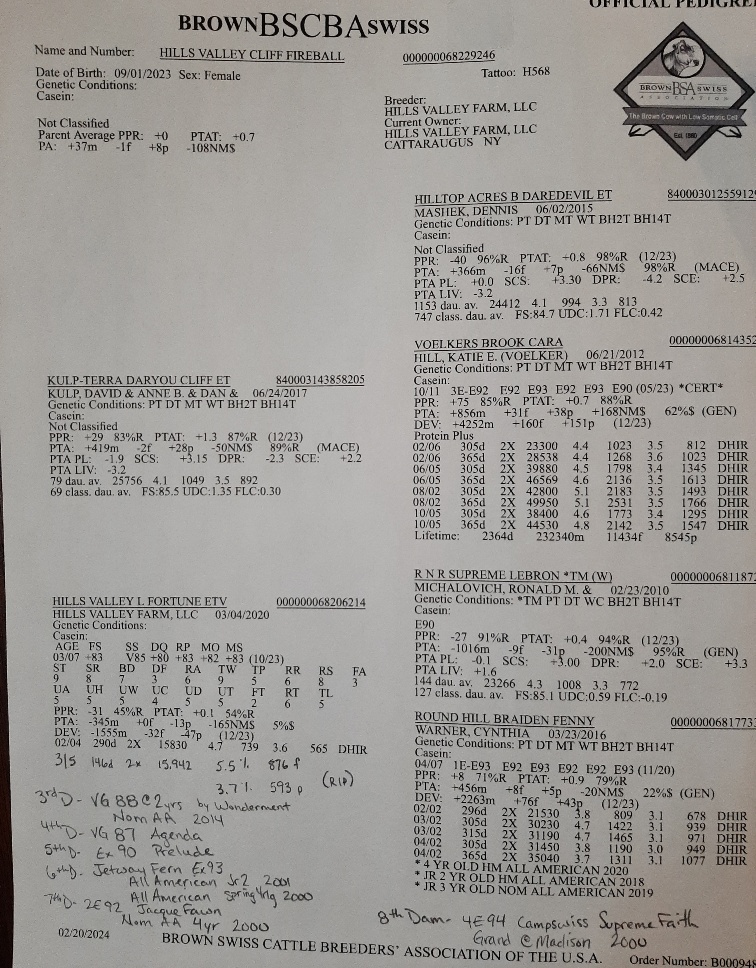 OFFICIAL PEDIGREE
BROWN BSCBA SWISS
Name and Number: HILLS VALLEY CLIFF FIREBALL 000000068229246
Date of Birth: 09/01/2023 Sex: Female Tattoo: H568
Genetic Conditions:
Casein:
Not Classified
Parent Average PPR: +0 PTAT: +0.7
PA: +37m -1f +8p -108NM$
Breeder:
HILLS VALLEY FARM, LLC
Current Owner:
HILLS VALLEY FARM, LLC
CATTARAUGUS NY
BROWN BSA SWISS
ASSOCIATION
The Brown Cow with Low Somatic Cell
Est. 1880
HILLTOP ACRES B DAREDEVIL ET 84000301255912
MASHEK, DENNIS 06/02/2015
Genetic Conditions: PT DT MT WT BH2T BH14T
Casein:
Not Classified
PPR: -40 96%R PTAT: +0.8 98%R (12/23)
PTA: +366m -16f +7p -66NM$ 98%R (MACE)
PTA PL: +0.0 SCS: +3.30 DPR: -4.2 SCE: +2.5
PTA LIV: -3.2
1153 dau. av. 24412 4.1 994 3.3 813
747 class. dau. av. FS:84.7 UDC:1.71 FLC:0.42
VOELKERS BROOK CARA 00000006814352
HILL, KATIE E. (VOELKER) 06/21/2012
Genetic Conditions: PT DT MT WT BH2T BH14T
Casein:
10/11 3E-E92 E92 E93 E92 E93 E90 (05/23) *CERT*
PPR: +75 85%R PTAT: +0.7 88%R
PTA: +856m +31f +38p +168NM$ 62%$ (GEN)
DEV: +4252m +160f +151p (12/23)
Protein Plus
02/06 305d 2X 23300 4.4 1023 3.5 812 DHIR
02/06 365d 2X 28538 4.4 1268 3.6 1023 DHIR
06/05 305d 2X 39880 4.5 1798 3.4 1345 DHIR
06/05 365d 2X 46569 4.6 2136 3.5 1613 DHIR
08/02 305d 2X 42800 5.1 2183 3.5 1493 DHIR
08/02 365d 2X 49950 5.1 2531 3.5 1766 DHIR
10/05 305d 2X 38400 4.6 1773 3.4 1295 DHIR
10/05 365d 2X 44530 4.8 2142 3.5 1547 DHIR
Lifetime: 2364d 232340m 11434f 8545p
KULP-TERRA DARYOU CLIFF ET 840003143858205
KULP, DAVID & ANNE B. & DAN & 06/24/2017
Genetic Conditions: PT DT MT WT BH2T BH14T
Casein:
Not Classified
PPR: +29 83%R PTAT: +1.3 87%R (12/23)
PTA: +419m -2f +28p -50NM$ 89%R (MACE)
PTA PL: -1.9 SCS: +3.15 DPR: -2.3 SCE: +2.2
PTA LIV: -3.2
79 dau. av. 25756 4.1 1049 3.5 892
69 class. dau. av. FS:85.5 UDC:1.35 FLC:0.30
R N R SUPREME LEBRON *TM (W) 0000000681187
MICHALOVICH, RONALD M. & 02/23/2010
Genetic Conditions: *TM PT DT WC BH2T BH14T
Casein:
E90
PPR: -27 91%R PTAT: +0.4 94%R (12/23)
PTA: -1016m -9f -31p -200NM$ 95%R (GEN)
PTA PL: -0.1 SCS: +3.00 DPR: +2.0 SCE: +3.3
PTA LIV: +1.6
144 dau. av. 23266 4.3 1008 3.3 772
127 class. dau. av. FS:85.1 UDC:0.59 FLC:-0.19
HILLS VALLEY L FORTUNE ETV 000000068206214
HILLS VALLEY FARM, LLC 03/04/2020
Genetic Conditions:
Casein:
AGE FS SS DQ RP MO MS
03/07 +83 V85 +80 +83 +82 +83 (10/23)
ST SR BD DF RA TW TP RR RS FA
9 8 7 3 6 9 5 6 8 3
UA UH UW UC UD UT FT RT TL
5 5 5 4 5 5 2 6 5
PPR: -31 45%R PTAT: +0.1 54%R
PTA: -345m +0f -13p -165NM$ 5%$
DEV: -1555m -32f -47p (12/23)
02/04 290d 2X 15830 4.7 739 3.6 565 DHIR
3/5 146d 2x 15,942 5.5% 876 f
3.7% 593 p (RIP)
3rd D - VG 88 @ 2yrs by Wonderment
Nom AA 2014
4th D - VG 87 Agenda
5th D - Ex 90 Prelude
6th D - Jetway Fern Ex93
All American Jr2 2001
All American Spring Yrlg 2000
7th D - 2E92 Jacque Fawn
Nom AA 4yr 2000
ROUND HILL BRAIDEN FENNY 0000000681773
WARNER, CYNTHIA 03/23/2016
Genetic Conditions: PT DT MT WT BH2T BH14T
Casein:
04/07 1E-E93 E92 E93 E92 E92 E93 (11/20)
PPR: +8 71%R PTAT: +0.9 79%R
PTA: +456m +8f +5p -20NM$ 22%$ (GEN)
DEV: +2263m +76f +43p (12/23)
02/02 296d 2X 21530 3.8 809 3.1 678 DHIR
03/02 305d 2X 30230 4.7 1422 3.1 939 DHIR
03/02 315d 2X 31190 4.7 1465 3.1 971 DHIR
04/02 305d 2X 31450 3.8 1190 3.0 949 DHIR
04/02 365d 2X 35040 3.7 1311 3.1 1077 DHIR
* 4 YR OLD HM ALL AMERICAN 2020
* JR 2 YR OLD HM ALL AMERICAN 2018
* JR 3 YR OLD NOM ALL AMERICAN 2019
8th Dam - 4E94 Campswiss Supreme Faith
Grand @ Madison 2000
02/20/2024 BROWN SWISS CATTLE BREEDERS' ASSOCIATION OF THE U.S.A. Order Number: B000948